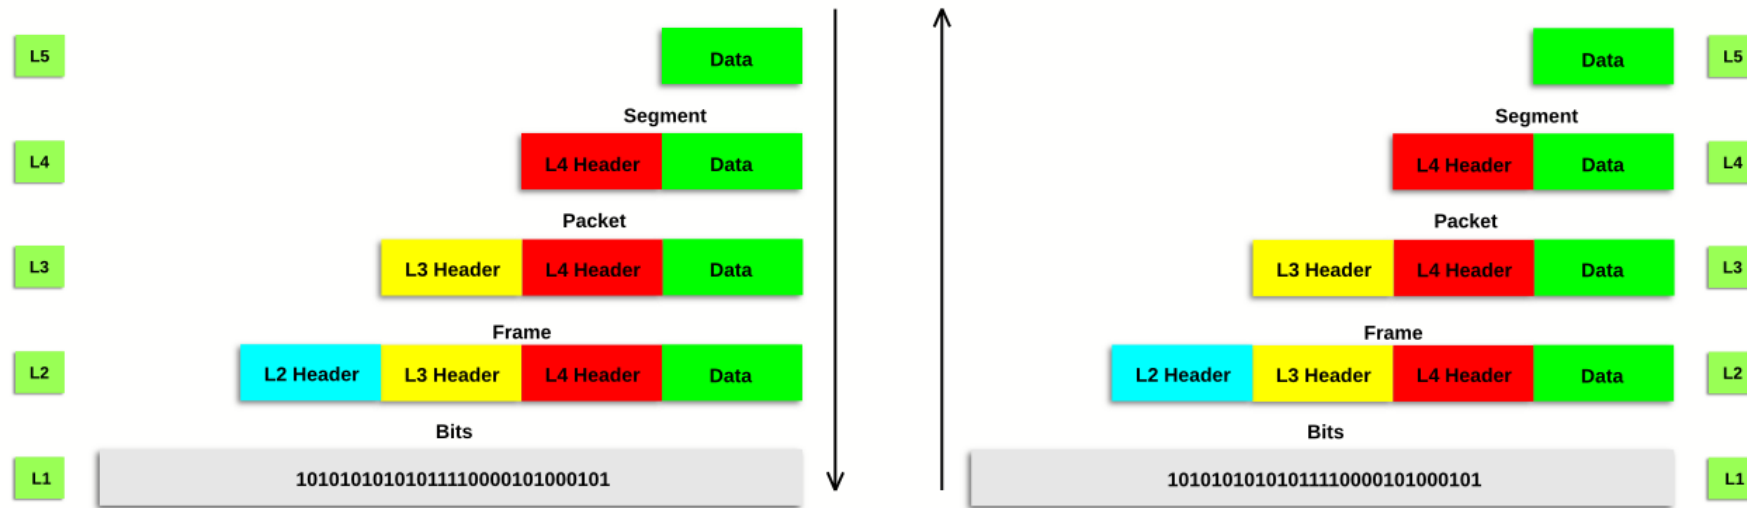 L5 Data Data L5
Segment Segment
L4 L4 Header Data L4 Header Data L4
Packet Packet
L3 L3 Header L4 Header Data L3 Header L4 Header Data L3
Frame Frame
L2 L2 Header L3 Header L4 Header Data L2 Header L3 Header L4 Header Data L2
Bits Bits
L1 1010101010101111000010100101 1010101010101111000010100101 L1